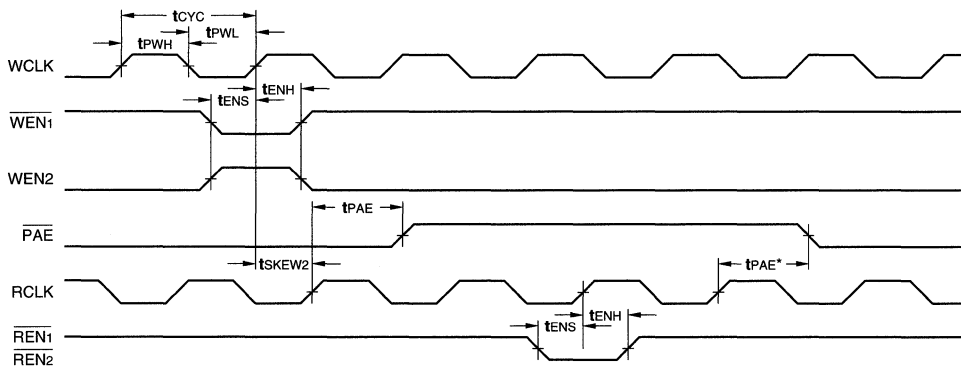 tCYC
tPWH
tPWL
WCLK
tENS
tENH
WEN1
WEN2
tPAE
PAE
tSKEW2
tPAE*
RCLK
tENS
tENH
REN1
REN2